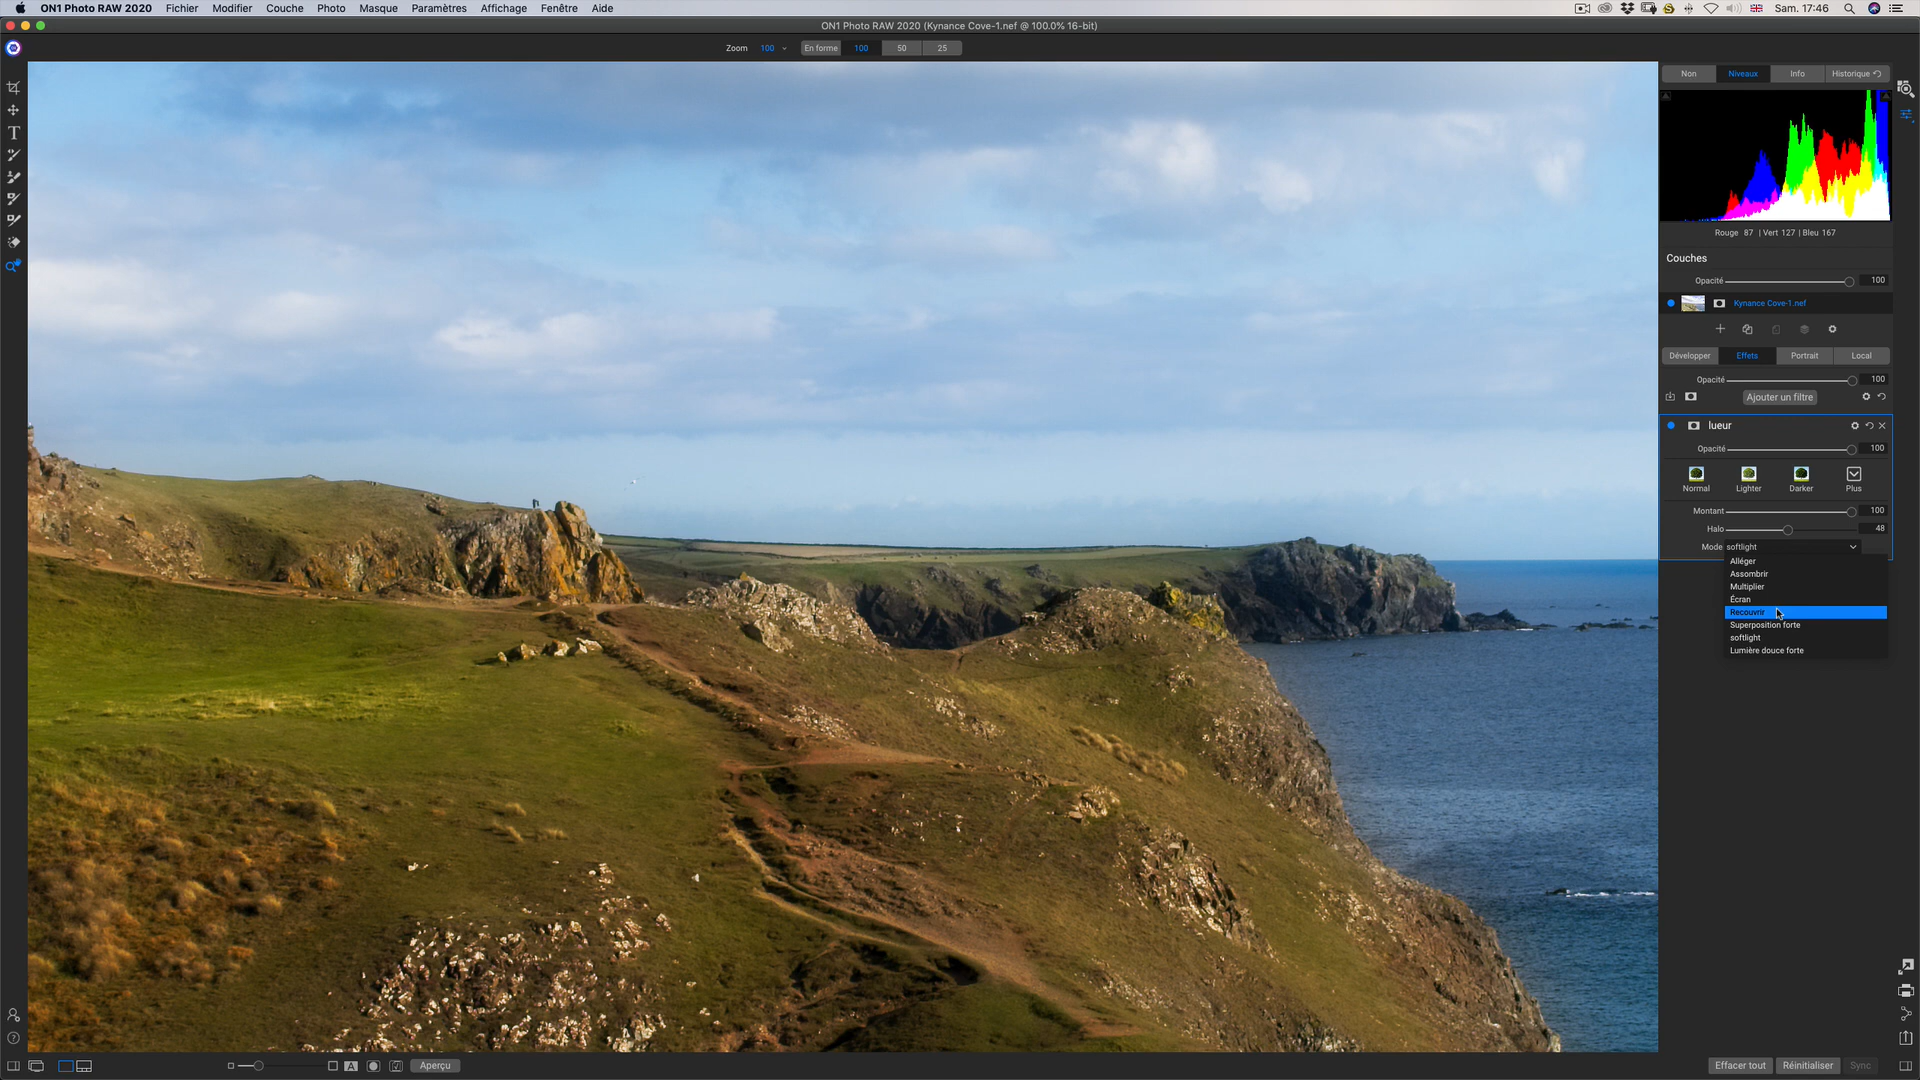 ON1 Photo RAW 2020 Fichier Modifier Couche Photo Masque Paramètres Affichage Fenêtre Aide Sam. 17:46
ON1 Photo RAW 2020 (Kynance Cove-1.nef @ 100.0% 16-bit)
Zoom 100 En forme 100 50 25
Non Niveaux Info Historique
Rouge 87 | Vert 127 | Bleu 167
Couches
Opacité 100
Kynance Cove-1.nef
Développer Effets Portrait Local
Opacité 100
Ajouter un filtre
lueur
Opacité 100
Normal Lighter Darker Plus
Montant 100
Halo 48
Mode softlight
Alléger
Assombrir
Multiplier
Écran
Recouvrir
Superposition forte
softlight
Lumière douce forte
A Aperçu Effacer tout Réinitialiser Sync